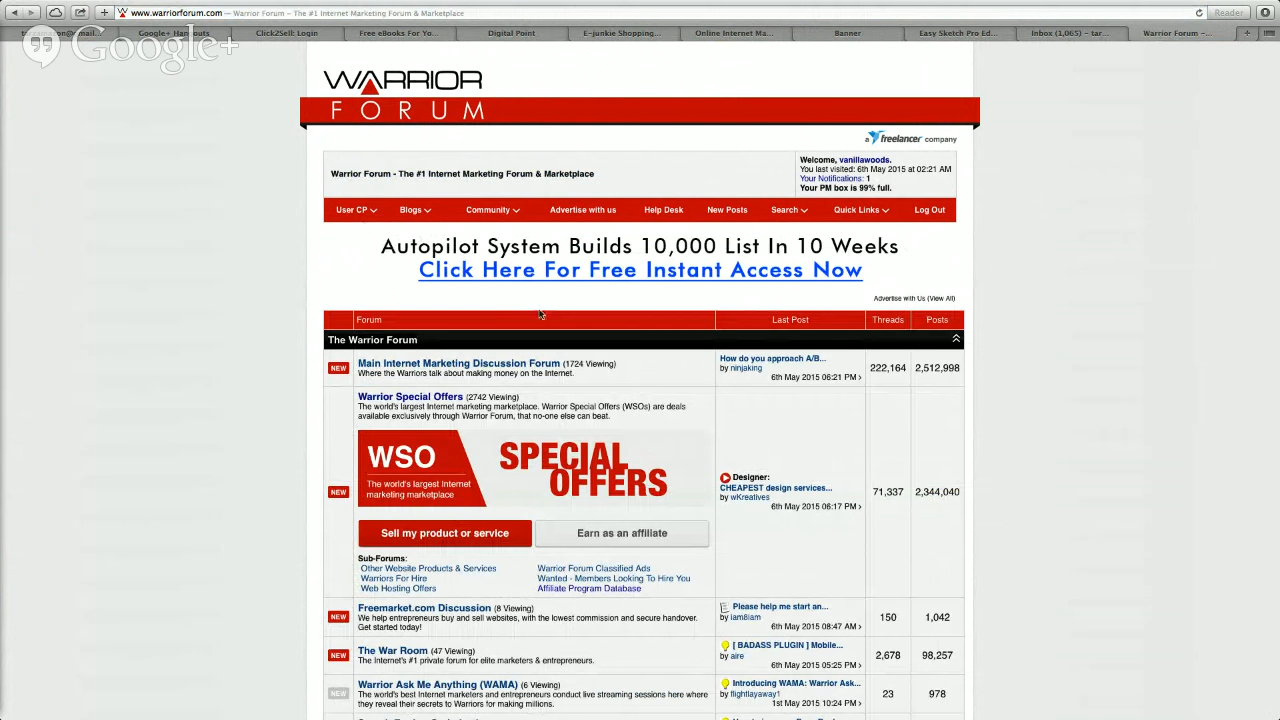 www.warriorforum.com — Warrior Forum – The #1 Internet Marketing Forum & Marketplace
Reader
Google+ Hangouts
Click2Sell: Login
Free eBooks For Yo...
Digital Point
E-junkie Shopping...
Online Internet Ma...
Banner
Easy Sketch Pro Ed...
Inbox (1,065) – tar...
Warrior Forum –...
Google+
WARRIOR
FORUM
a freelancer company
Warrior Forum - The #1 Internet Marketing Forum & Marketplace
Welcome, vanillawoods.
You last visited: 6th May 2015 at 02:21 AM
Your Notifications: 1
Your PM box is 99% full.
User CP Blogs Community Advertise with us Help Desk New Posts Search Quick Links Log Out
Autopilot System Builds 10,000 List In 10 Weeks
Click Here For Free Instant Access Now
Advertise with Us (View All)
Forum Last Post Threads Posts
The Warrior Forum
NEW
Main Internet Marketing Discussion Forum (1724 Viewing)
Where the Warriors talk about making money on the Internet.
How do you approach A/B...
by ninjaking
6th May 2015 06:21 PM
222,164 2,512,998
NEW
Warrior Special Offers (2742 Viewing)
The world's largest Internet marketing marketplace. Warrior Special Offers (WSOs) are deals
available exclusively through Warrior Forum, that no-one else can beat.
WSO
The world's largest Internet
marketing marketplace
SPECIAL
OFFERS
Sell my product or service
Earn as an affiliate
Sub-Forums:
Other Website Products & Services Warrior Forum Classified Ads
Warriors For Hire Wanted - Members Looking To Hire You
Web Hosting Offers Affiliate Program Database
Designer:
CHEAPEST design services...
by wKreatives
6th May 2015 06:17 PM
71,337 2,344,040
NEW
Freemarket.com Discussion (8 Viewing)
We help entrepreneurs buy and sell websites, with the lowest commission and secure handover.
Get started today!
Please help me start an...
by iam8iam
6th May 2015 08:47 AM
150 1,042
NEW
The War Room (47 Viewing)
The Internet's #1 private forum for elite marketers & entrepreneurs.
[ BADASS PLUGIN ] Mobile...
by aire
6th May 2015 05:25 PM
2,678 98,257
NEW
Warrior Ask Me Anything (WAMA) (6 Viewing)
The world's best Internet marketers and entrepreneurs conduct live streaming sessions here where
they reveal their secrets to Warriors for making millions.
Introducing WAMA: Warrior Ask...
by flightlayaway1
1st May 2015 10:24 PM
23 978